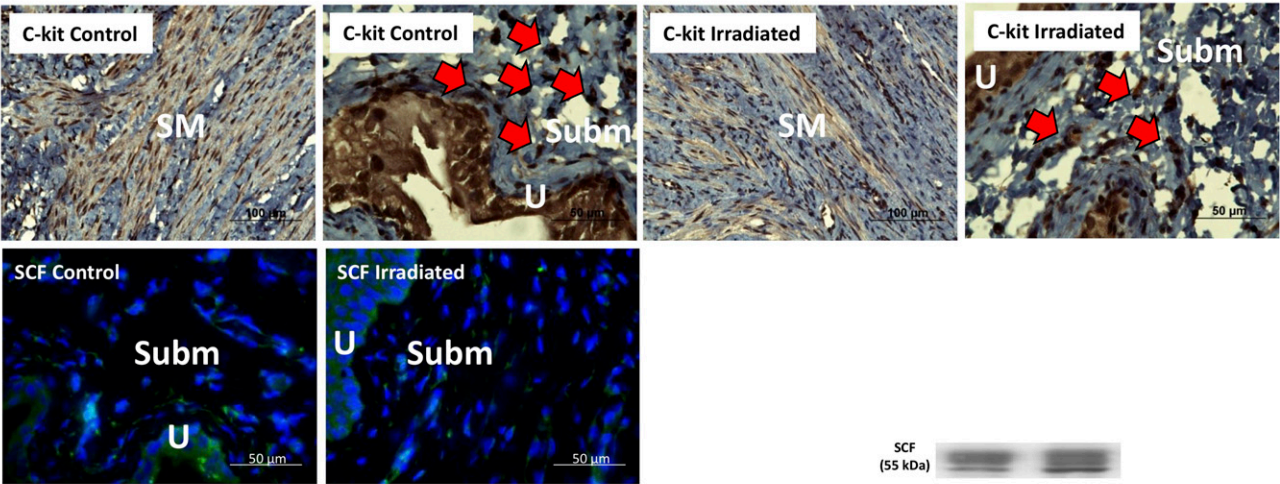 C-kit Control
SM
100 µm
C-kit Control
Subm
U
50 µm
C-kit Irradiated
SM
100 µm
C-kit Irradiated
Subm
U
50 µm
SCF Control
Subm
U
50 µm
SCF Irradiated
U
Subm
50 µm
SCF
(55 kDa)